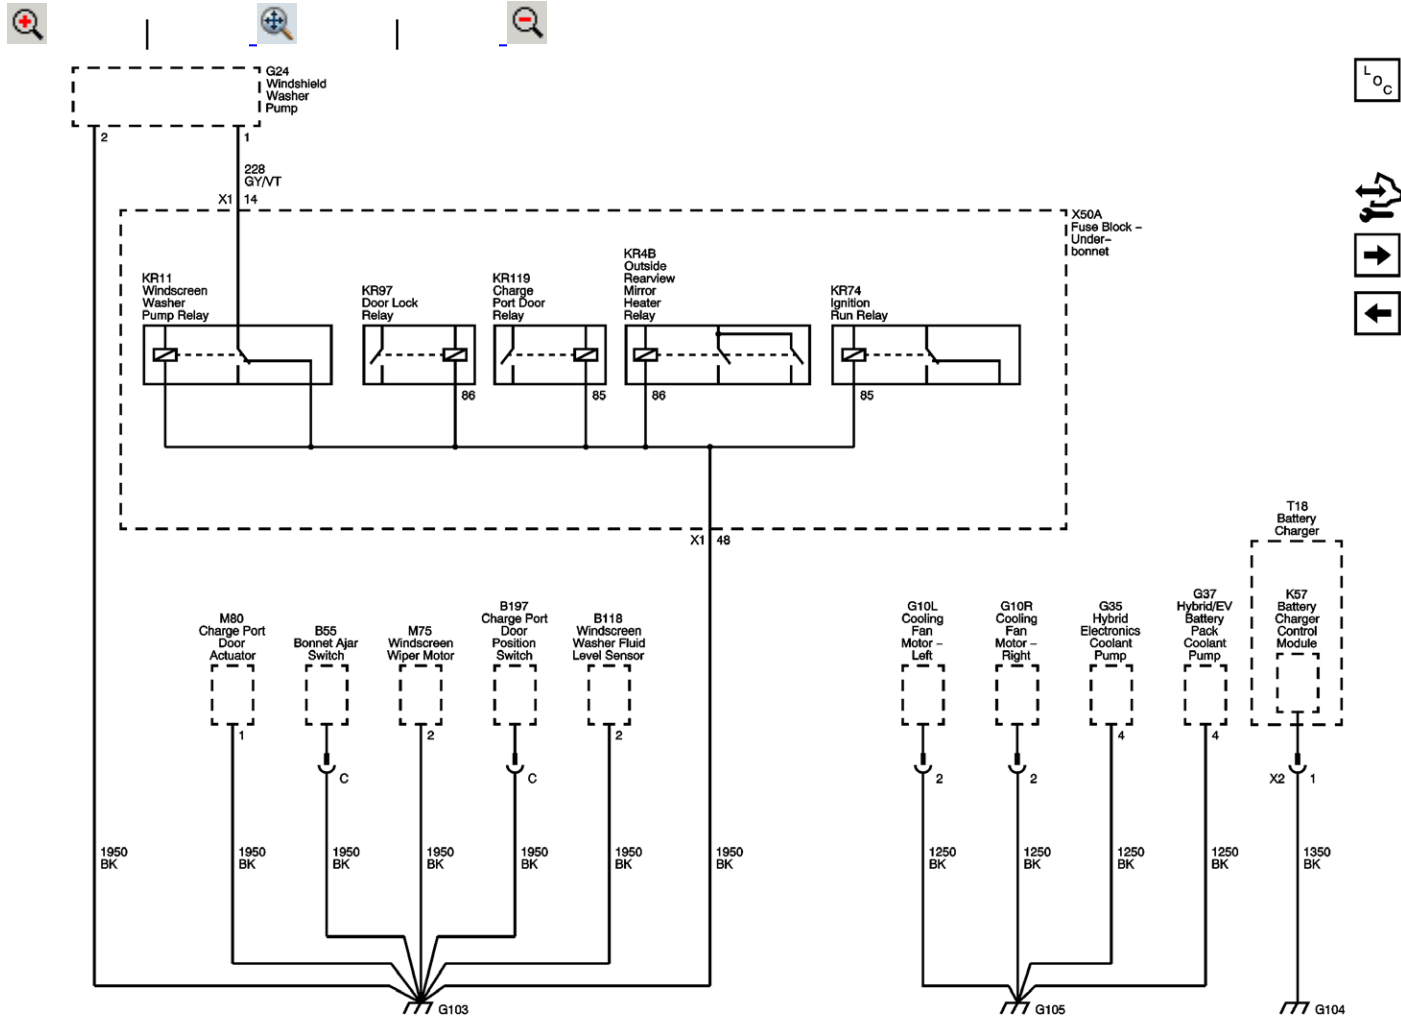 G24
Windshield
Washer
Pump
2
1
228
GY/VT
X1 14
L
O
C
X50A
Fuse Block –
Under–
bonnet
KR11
Windscreen
Washer
Pump Relay
KR97
Door Lock
Relay
KR119
Charge
Port Door
Relay
KR4B
Outside
Rearview
Mirror
Heater
Relay
KR74
Ignition
Run Relay
86
85
86
85
X1 48
M80
Charge Port
Door
Actuator
B55
Bonnet Ajar
Switch
M75
Windscreen
Wiper Motor
B197
Charge Port
Door
Position
Switch
B118
Windscreen
Washer Fluid
Level Sensor
G10L
Cooling
Fan
Motor –
Left
G10R
Cooling
Fan
Motor –
Right
G35
Hybrid
Electronics
Coolant
Pump
G37
Hybrid/EV
Battery
Pack
Coolant
Pump
T18
Battery
Charger
K57
Battery
Charger
Control
Module
1
C
2
C
2
2
2
4
4
X2 1
1950
BK
1950
BK
1950
BK
1950
BK
1950
BK
1950
BK
1950
BK
1250
BK
1250
BK
1250
BK
1250
BK
1350
BK
G103
G105
G104